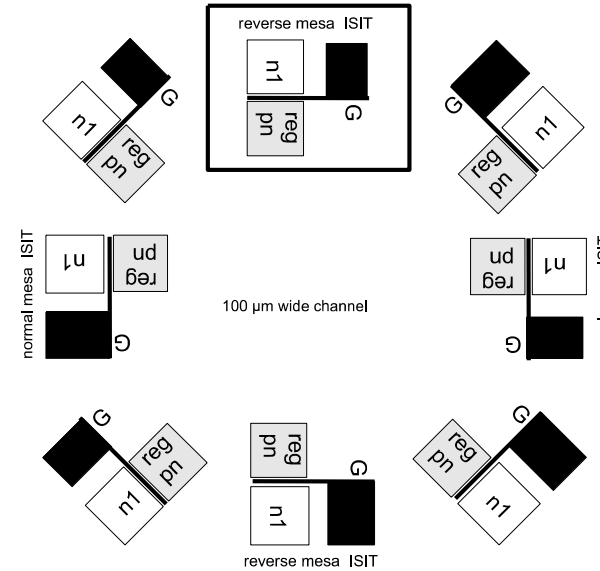 reverse mesa ISIT
n1
G
reg
pn
n1
G
reg
pn
G
n1
reg
pn
normal mesa ISIT
n1
reg
pn
G
100 µm wide channel
reg
pn
n1
G
ISIT
G
reg
pn
n1
reg
pn
G
n1
G
reg
pn
n1
reverse mesa ISIT